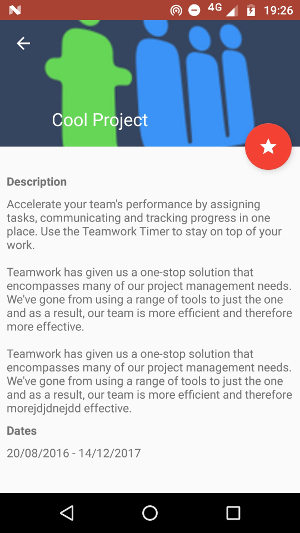 4G
19:26
Cool Project
Description
Accelerate your team's performance by assigning
tasks, communicating and tracking progress in one
place. Use the Teamwork Timer to stay on top of your
work.
Teamwork has given us a one-stop solution that
encompasses many of our project management needs.
We've gone from using a range of tools to just the one
and as a result, our team is more efficient and therefore
more effective.
Teamwork has given us a one-stop solution that
encompasses many of our project management needs.
We've gone from using a range of tools to just the one
and as a result, our team is more efficient and therefore
morejdjdnejdd effective.
Dates
20/08/2016 - 14/12/2017